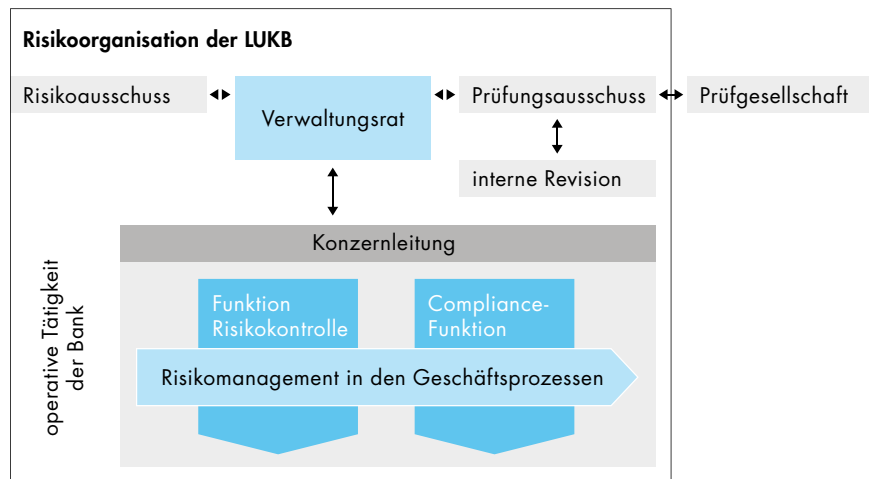 Risikoorganisation der LUKB
Risikoausschuss
Verwaltungsrat
Prüfungsausschuss
Prüfgesellschaft
interne Revision
Konzernleitung
operative Tätigkeit
der Bank
Funktion
Risikokontrolle
Compliance-
Funktion
Risikomanagement in den Geschäftsprozessen